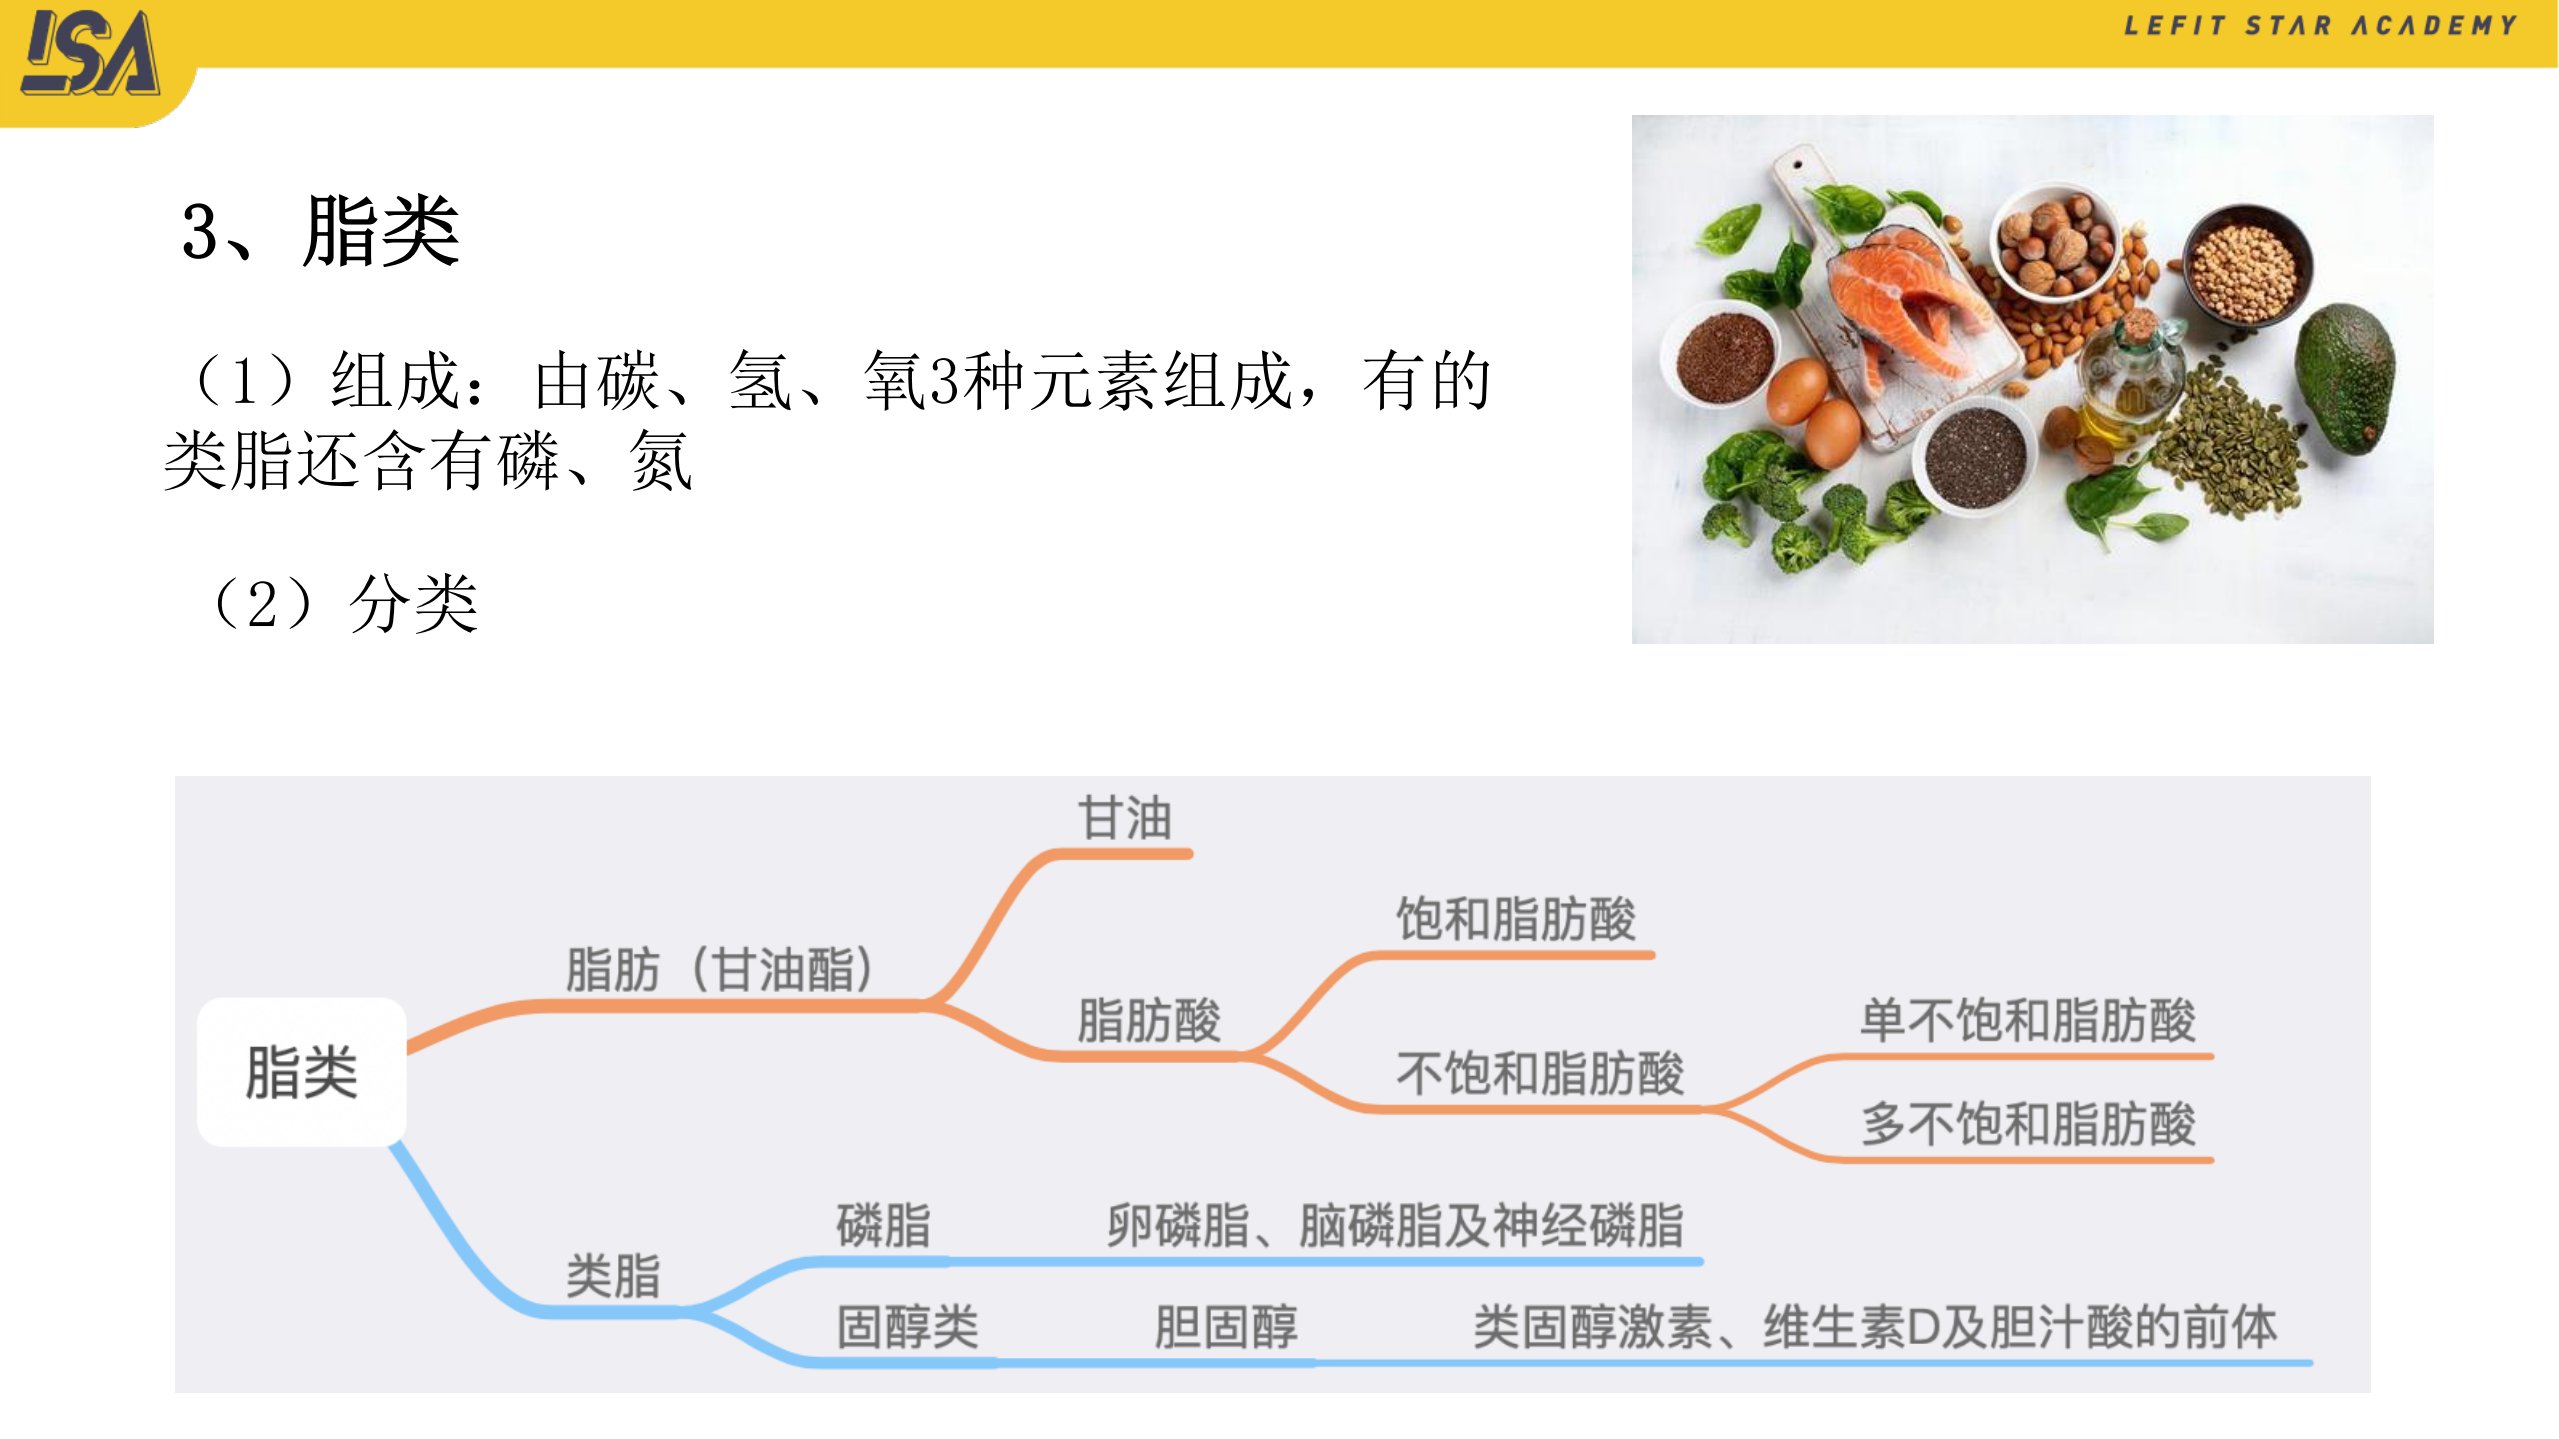 LSA
LEFIT STAR ACADEMY
3、脂类
（1）组成：由碳、氢、氧3种元素组成，有的
类脂还含有磷、氮
（2）分类
甘油
饱和脂肪酸
脂肪（甘油酯）
脂肪酸
单不饱和脂肪酸
不饱和脂肪酸
脂类
多不饱和脂肪酸
磷脂 卵磷脂、脑磷脂及神经磷脂
类脂
固醇类 胆固醇 类固醇激素、维生素D及胆汁酸的前体